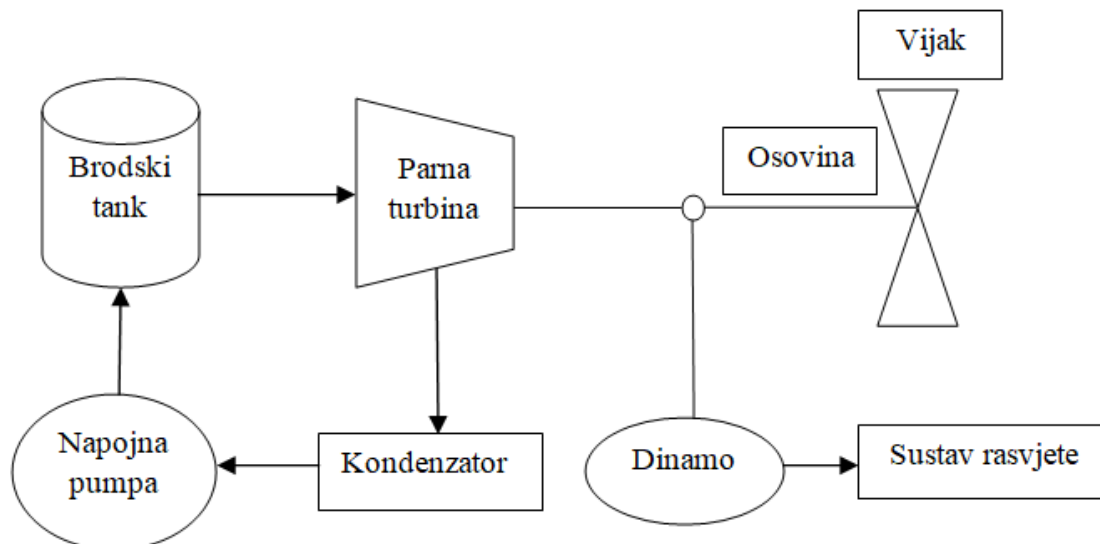 Vijak
Brodski
tank
Parna
turbina
Osovina
Napojna
pumpa
Kondenzator
Dinamo
Sustav rasvjete